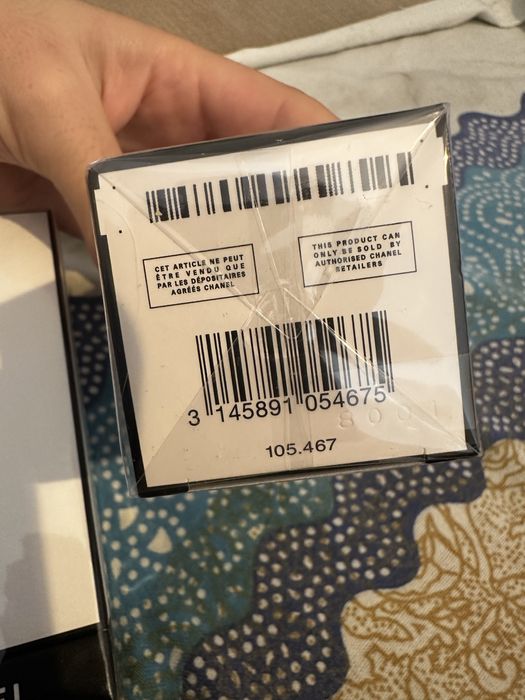 CET ARTICLE NE PEUT
ÊTRE VENDU QUE
PAR LES DÉPOSITAIRES
AGRÉÉS CHANEL
THIS PRODUCT CAN
ONLY BE SOLD BY
AUTHORISED CHANEL
RETAILERS
3 145891 054675
8001
105.467